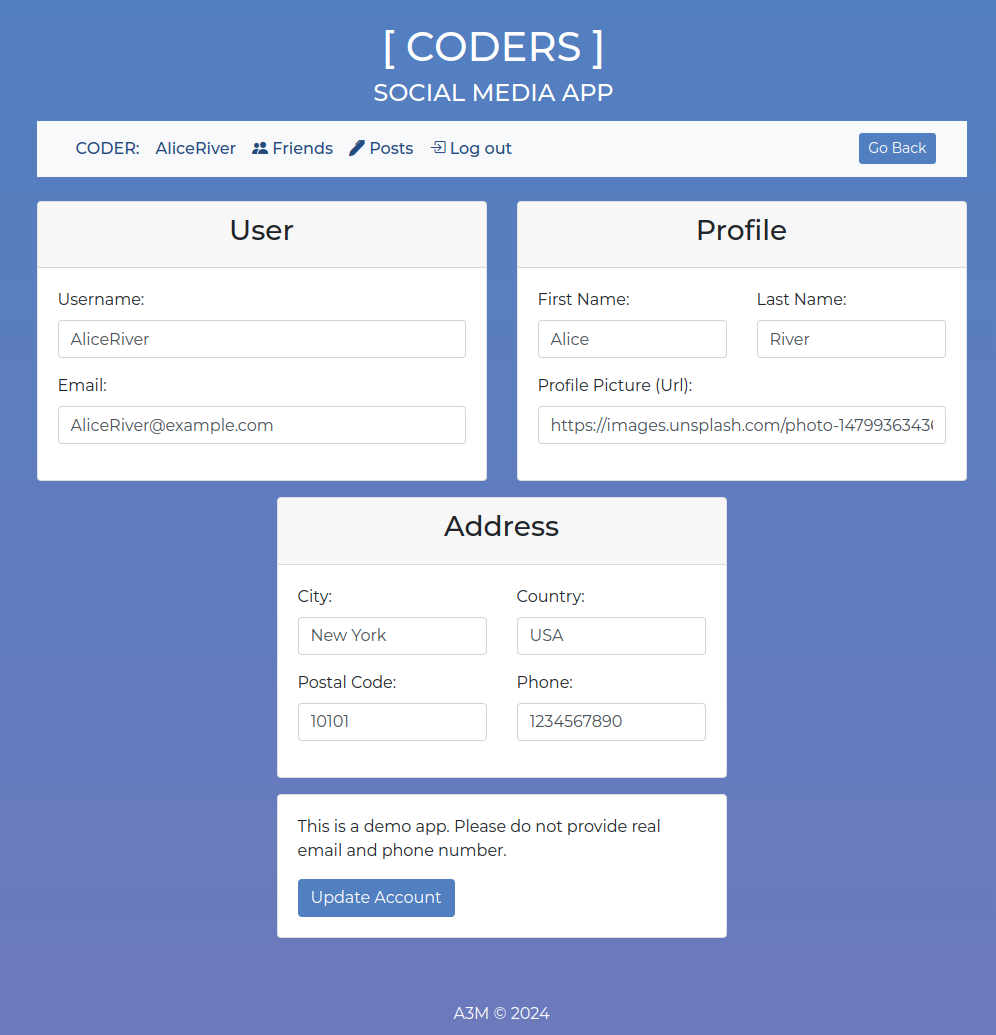 [ CODERS ]
SOCIAL MEDIA APP
CODER: AliceRiver Friends Posts Log out Go Back
User
Username:
AliceRiver
Email:
AliceRiver@example.com
Profile
First Name: Last Name:
Alice River
Profile Picture (Url):
https://images.unsplash.com/photo-1479936343636
Address
City: Country:
New York USA
Postal Code: Phone:
10101 1234567890
This is a demo app. Please do not provide real
email and phone number.
Update Account
A3M © 2024